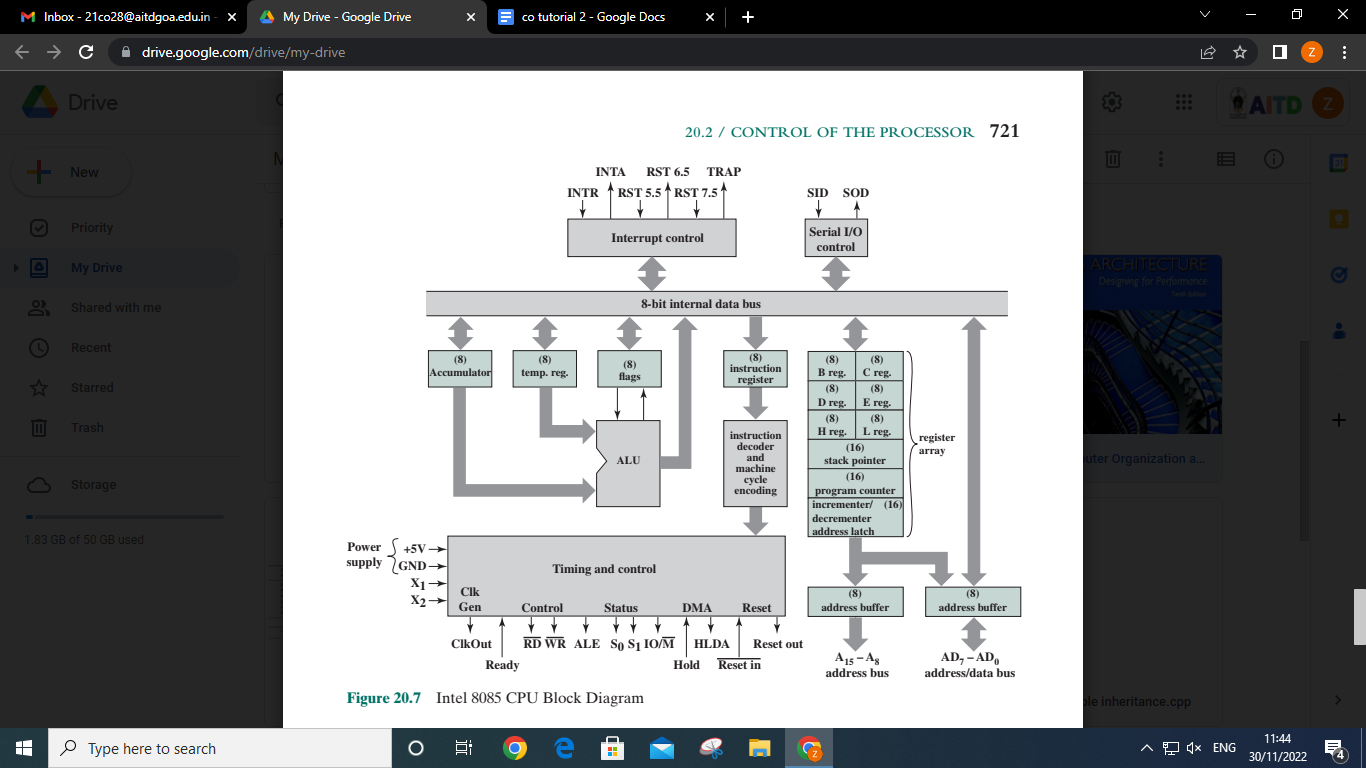 Inbox - 21co28@aitdgoa.edu.in -
My Drive - Google Drive
co tutorial 2 - Google Docs
drive.google.com/drive/my-drive
Drive
AITD
Z
New
Priority
My Drive
Shared with me
Recent
Starred
Trash
Storage
1.83 GB of 50 GB used
ARCHITECTURE
Designing for Performance
uter Organization a...
ple inheritance.cpp
20.2 / CONTROL OF THE PROCESSOR 721
INTA RST 6.5 TRAP
INTR RST 5.5 RST 7.5
SID SOD
Interrupt control
Serial I/O
control
8-bit internal data bus
(8)
Accumulator
(8)
temp. reg.
(8)
flags
(8)
instruction
register
(8)
B reg.
(8)
C reg.
(8)
D reg.
(8)
E reg.
(8)
H reg.
(8)
L reg.
(16)
stack pointer
(16)
program counter
incrementer/ (16)
decrementer
address latch
register
array
ALU
instruction
decoder
and
machine
cycle
encoding
Power
supply
+5V
GND
X1
X2
Timing and control
Clk
Gen
Control
Status
DMA
Reset
ClkOut
Ready
R̅D̅ W̅R̅ ALE S0 S1 IO/M̅
Hold
HLDA
R̅e̅s̅e̅t̅ i̅n̅
Reset out
(8)
address buffer
(8)
address buffer
A15 – A8
address bus
AD7 – AD0
address/data bus
Figure 20.7 Intel 8085 CPU Block Diagram
Type here to search
ENG
11:44
30/11/2022
4